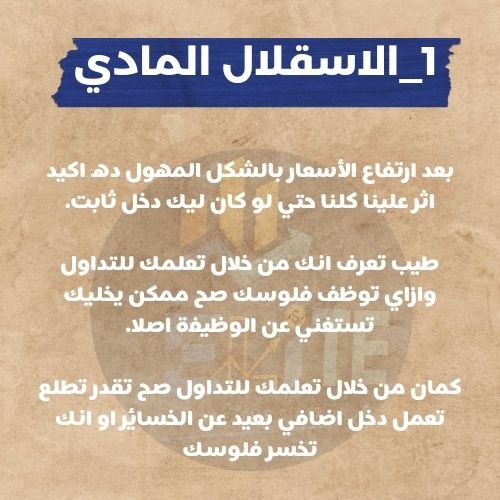 1_الاسقلال المادي
بعد ارتفاع الأسعار بالشكل المهول ده اكيد
اثر علينا كلنا حتي لو كان ليك دخل ثابت.
طيب تعرف انك من خلال تعلمك للتداول
وازاي توظف فلوسك صح ممكن يخليك
تستغني عن الوظيفة اصلا.
كمان من خلال تعلمك للتداول صح تقدر تطلع
تعمل دخل اضافي بعيد عن الخسائر او انك
تخسر فلوسك